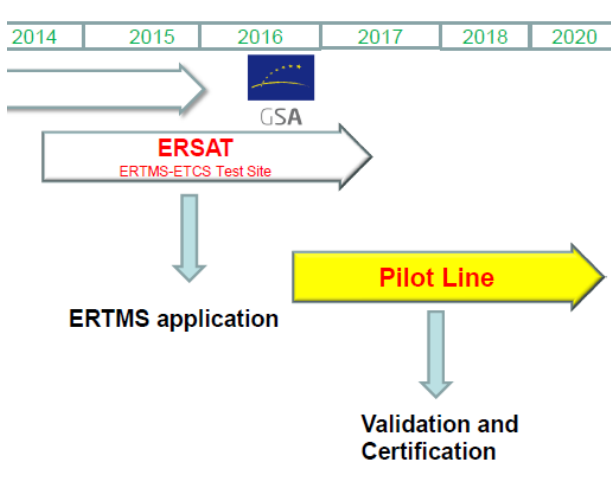 2014 2015 2016 2017 2018 2020
GSA
ERSAT
ERTMS-ETCS Test Site
Pilot Line
ERTMS application
Validation and
Certification